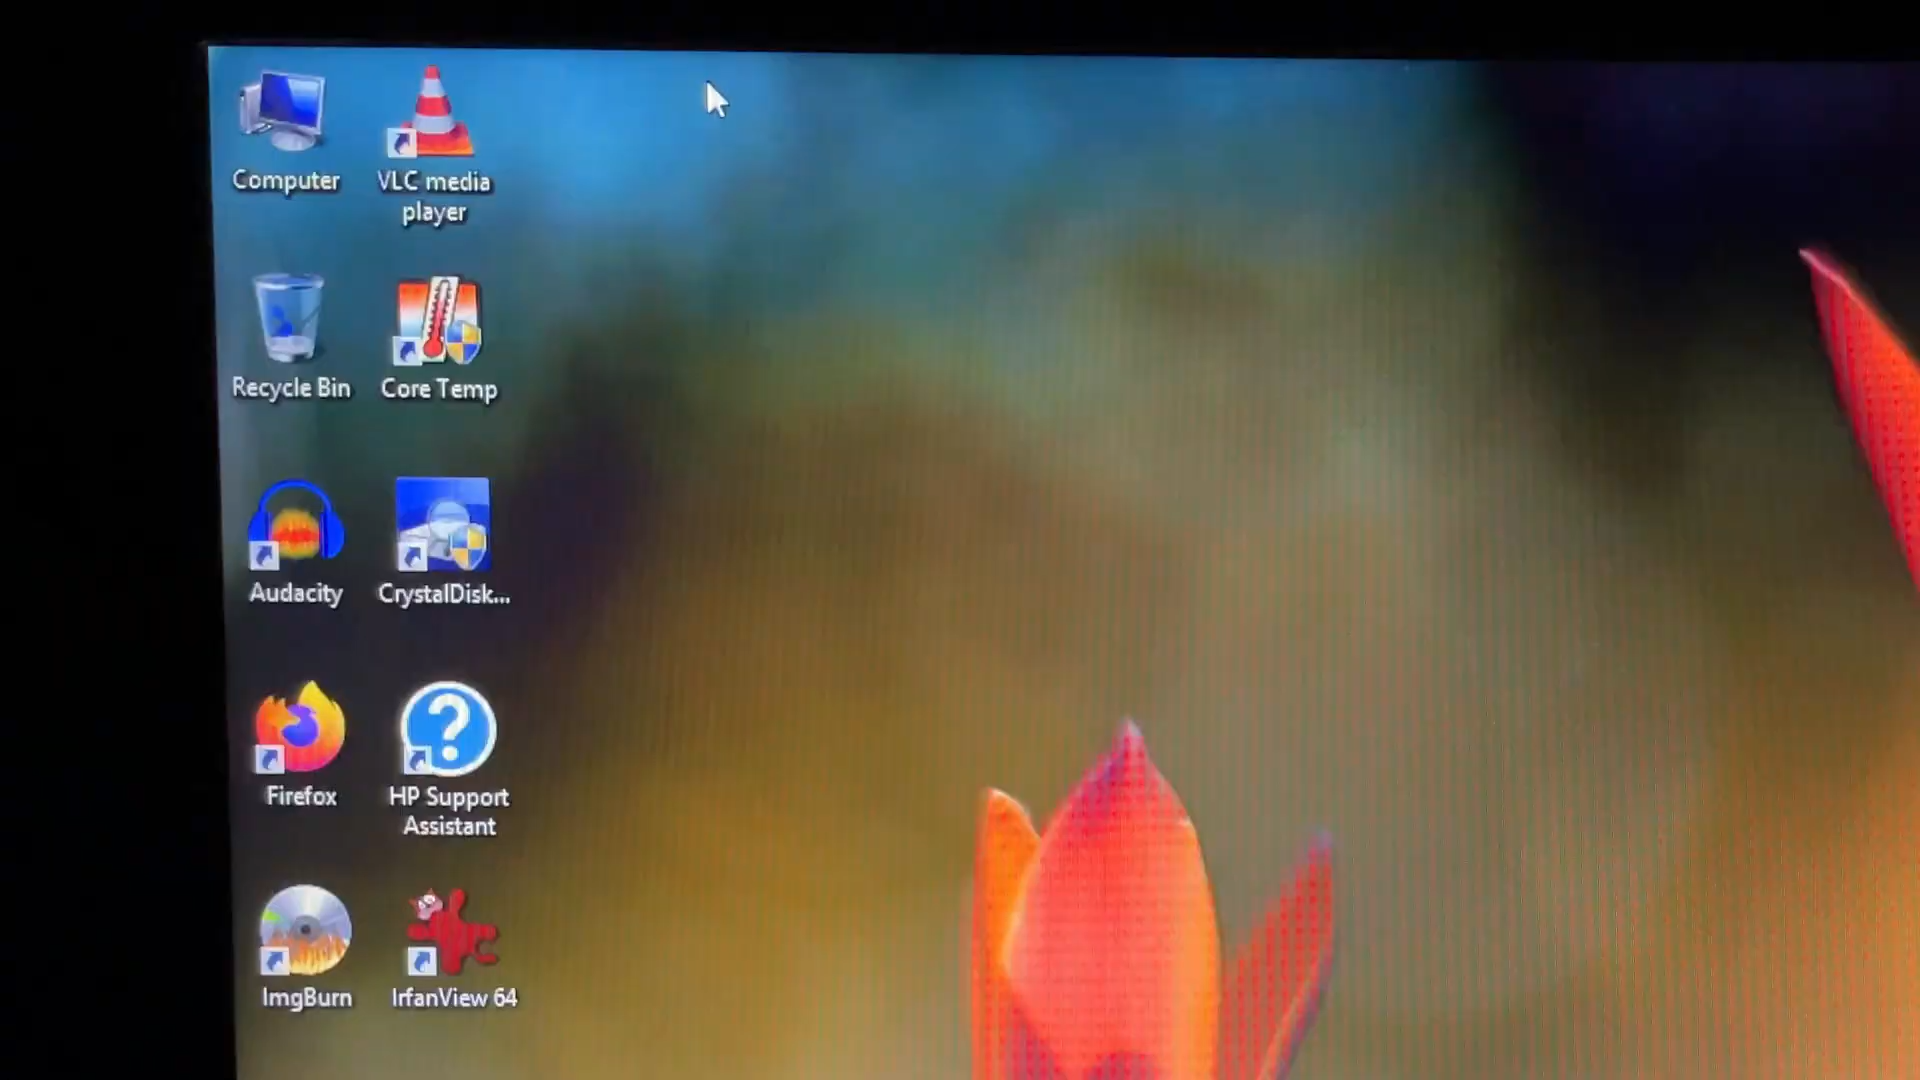 Computer
VLC media
player
Recycle Bin
Core Temp
Audacity
CrystalDisk...
Firefox
HP Support
Assistant
ImgBurn
IrfanView 64